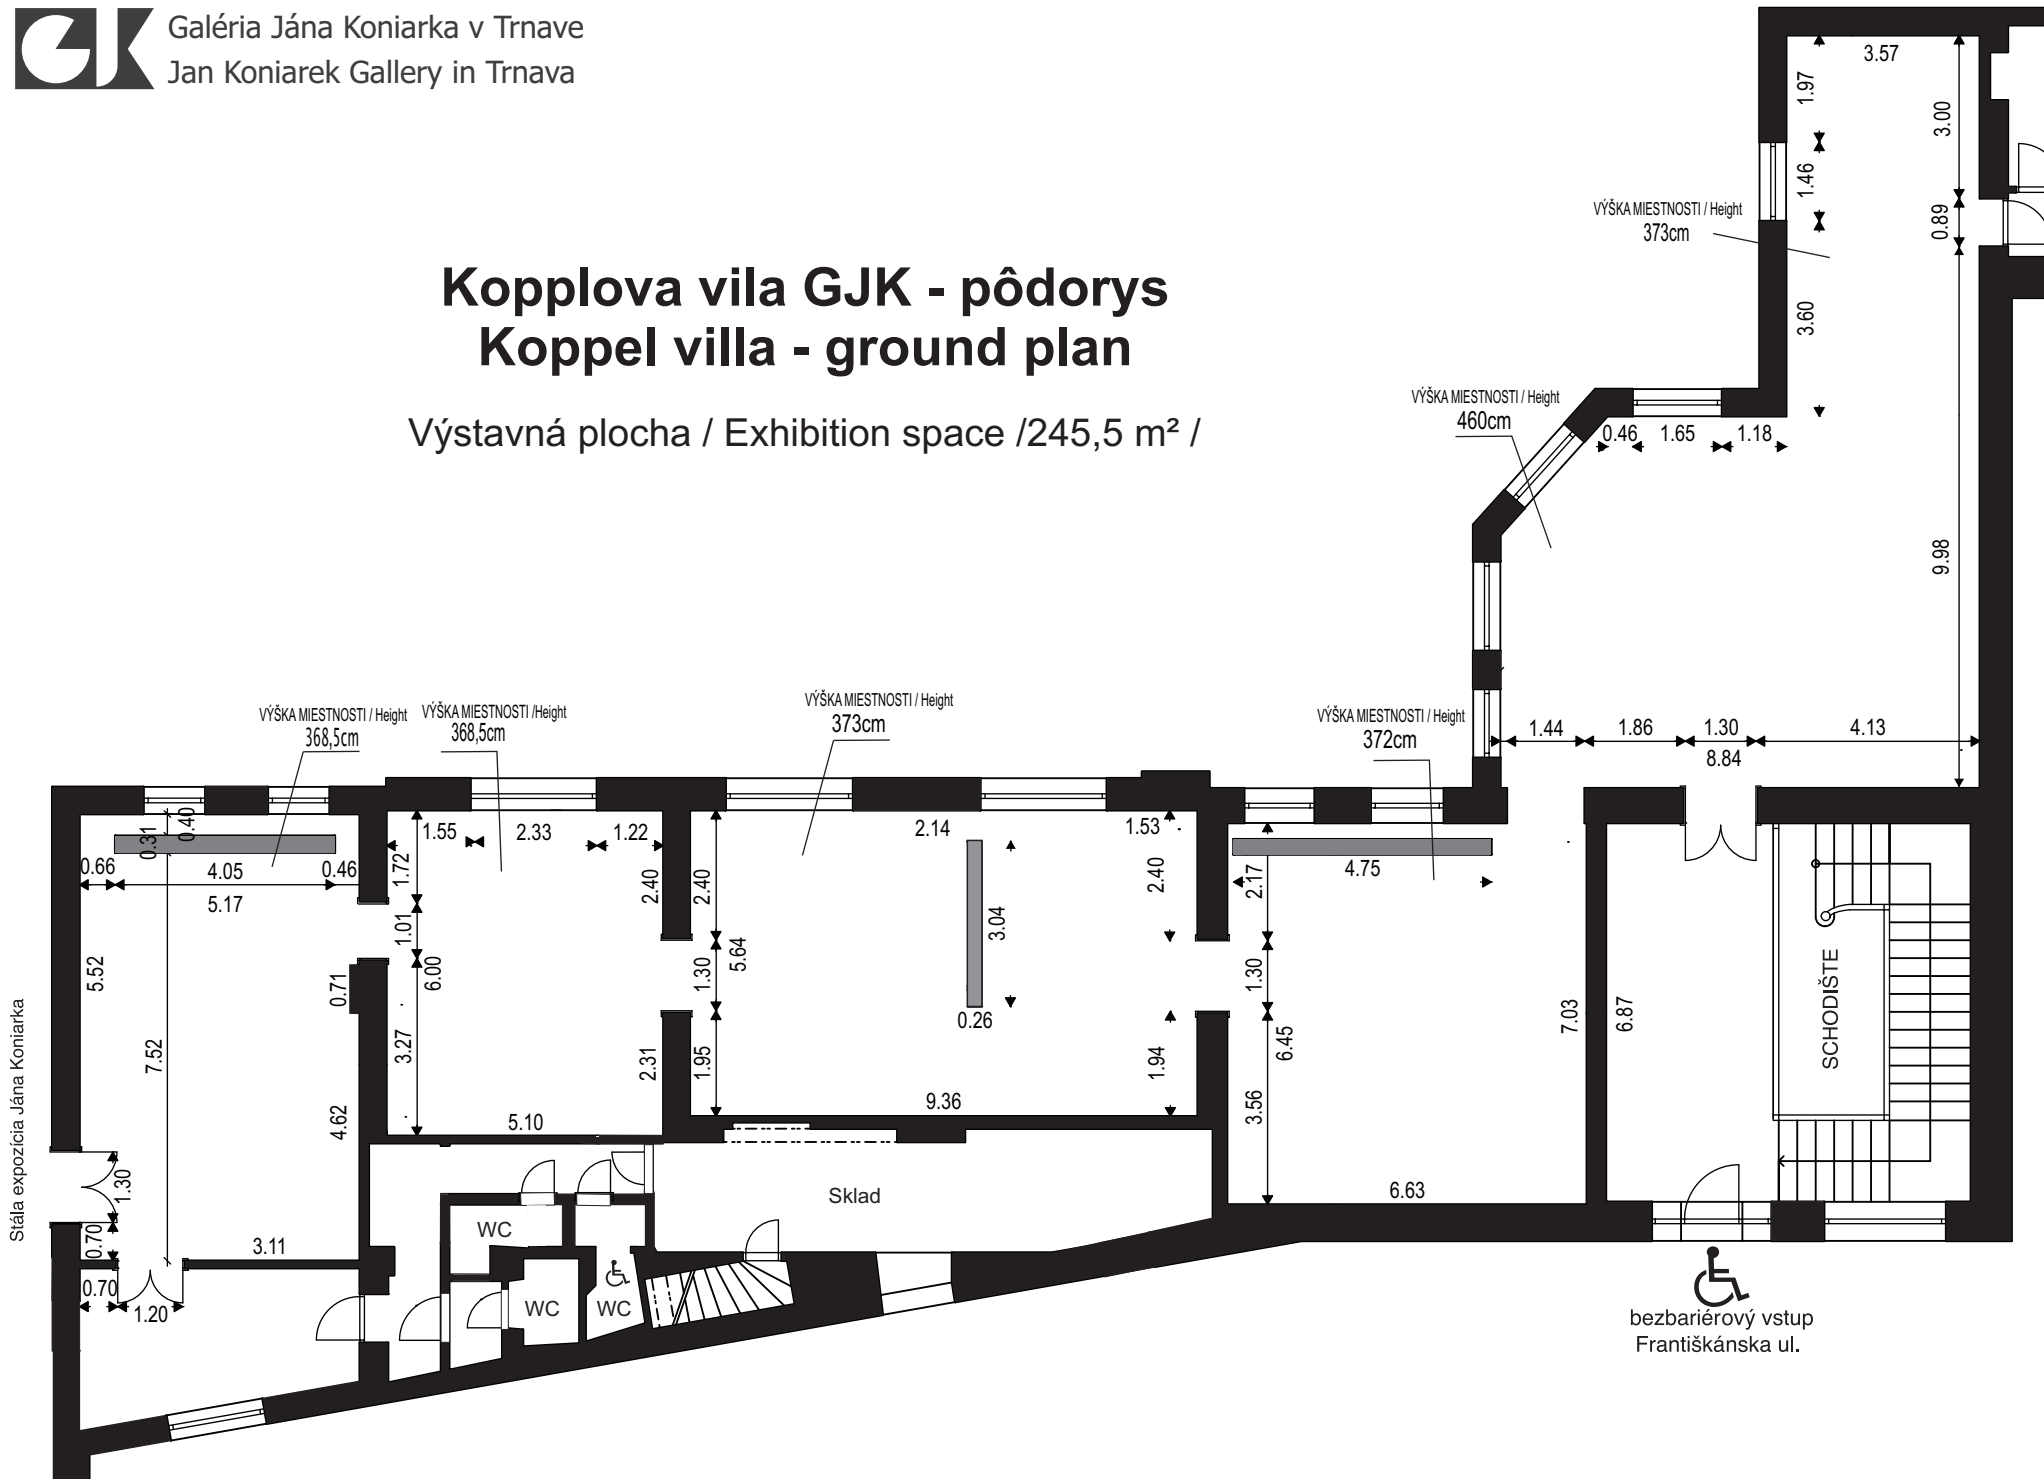 Galéria Jána Koniarka v Trnave
Jan Koniarek Gallery in Trnava
Kopplova vila GJK - pôdorys
Koppel villa - ground plan
Výstavná plocha / Exhibition space /245,5 m² /
3.57
1.97
3.00
1.46
VÝŠKA MIESTNOSTI / Height
373cm
0.89
3.60
VÝŠKA MIESTNOSTI / Height
460cm
0.46
1.65
1.18
9.98
1.44
1.86
1.30
4.13
8.84
VÝŠKA MIESTNOSTI / Height
368,5cm
VÝŠKA MIESTNOSTI /Height
368,5cm
VÝŠKA MIESTNOSTI / Height
373cm
VÝŠKA MIESTNOSTI / Height
372cm
0.31
0.40
0.66
4.05
0.46
5.17
5.52
7.52
0.71
4.62
1.30
0.70
3.11
0.70
1.20
1.55
2.33
1.22
1.72
1.01
6.00
3.27
2.40
2.31
5.10
2.14
1.53
2.40
1.30
5.64
1.95
3.04
0.26
2.40
1.94
9.36
4.75
2.17
1.30
6.45
3.56
7.03
6.63
6.87
SCHODIŠTE
Stála expozícia Jána Koniarka
Sklad
WC
WC
WC
bezbariérový vstup
Františkánska ul.